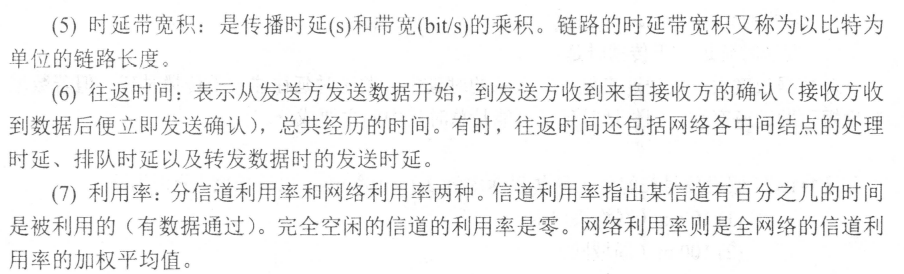 (5) 时延带宽积：是传播时延(s)和带宽(bit/s)的乘积。链路的时延带宽积又称为以比特为
单位的链路长度。
(6) 往返时间：表示从发送方发送数据开始，到发送方收到来自接收方的确认（接收方收
到数据后便立即发送确认），总共经历的时间。有时，往返时间还包括网络各中间结点的处理
时延、排队时延以及转发数据时的发送时延。
(7) 利用率：分信道利用率和网络利用率两种。信道利用率指出某信道有百分之几的时间
是被利用的（有数据通过）。完全空闲的信道的利用率是零。网络利用率则是全网络的信道利
用率的加权平均值。